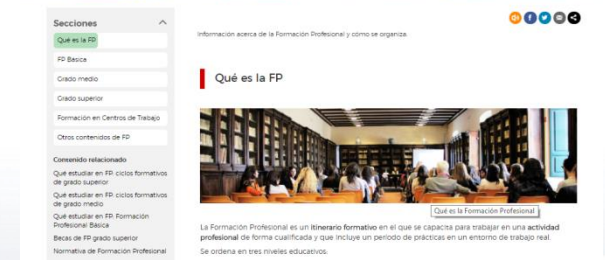 Secciones
Qué es la FP
FP Básica
Grado medio
Grado superior
Formación en Centros de Trabajo
Otros contenidos de FP
Contenido relacionado
Qué estudiar en FP: ciclos formativos
de grado superior
Qué estudiar en FP: ciclos formativos
de grado medio
Qué estudiar en FP: Formación
Profesional Básica
Becas de FP grado superior
Normativa de Formación Profesional
Información acerca de la Formación Profesional y cómo se organiza.
Qué es la FP
Qué es la Formación Profesional
La Formación Profesional es un itinerario formativo en el que se capacita para trabajar en una actividad
profesional de forma cualificada y que incluye un periodo de prácticas en un entorno de trabajo real.
Se ordena en tres niveles educativos: